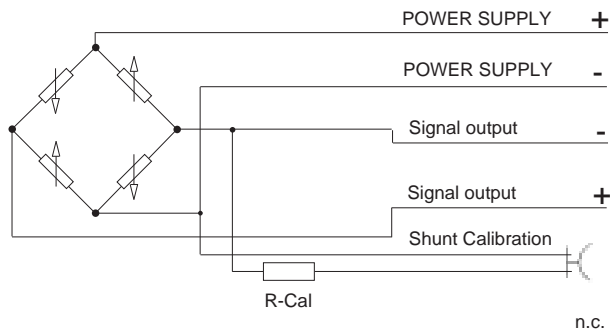 POWER SUPPLY +
POWER SUPPLY -
Signal output -
Signal output +
Shunt Calibration
R-Cal
n.c.